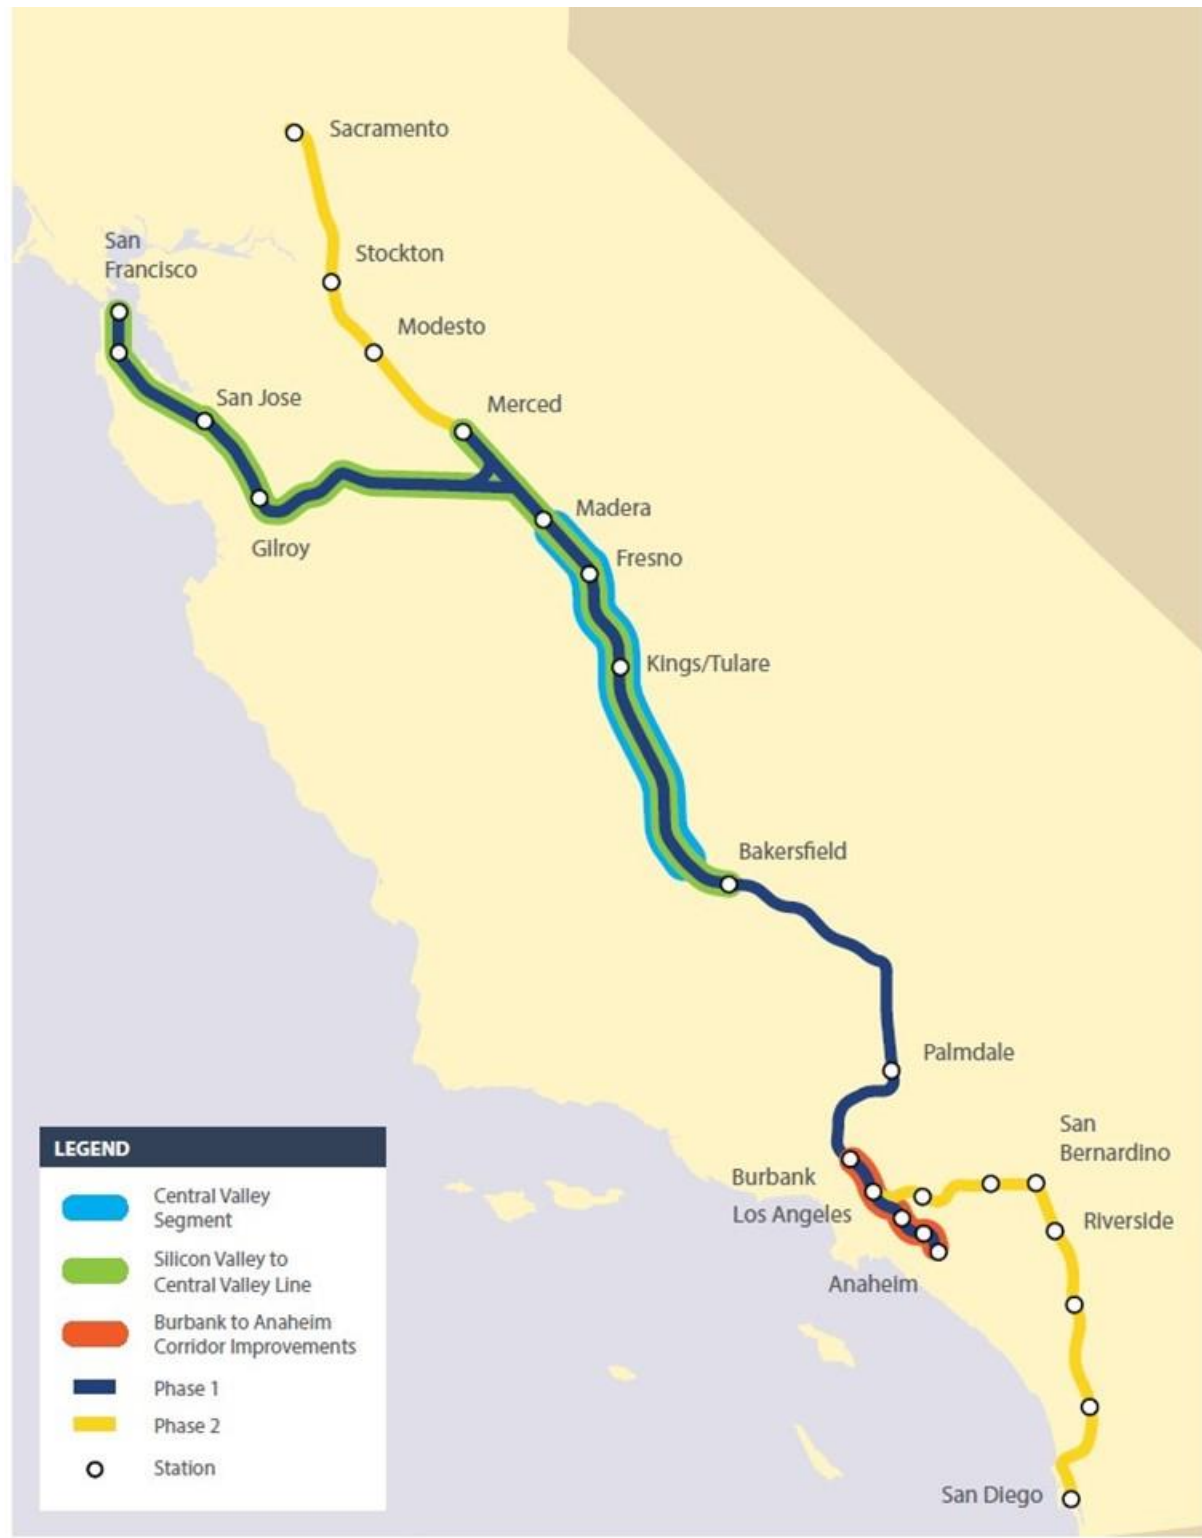 Sacramento
San
Francisco
Stockton
Modesto
San Jose
Merced
Madera
Gilroy
Fresno
Kings/Tulare
Bakersfield
Palmdale
San
Bernardino
Burbank
Los Angeles
Riverside
Anaheim
San Diego
LEGEND
Central Valley
Segment
Silicon Valley to
Central Valley Line
Burbank to Anaheim
Corridor Improvements
Phase 1
Phase 2
Station